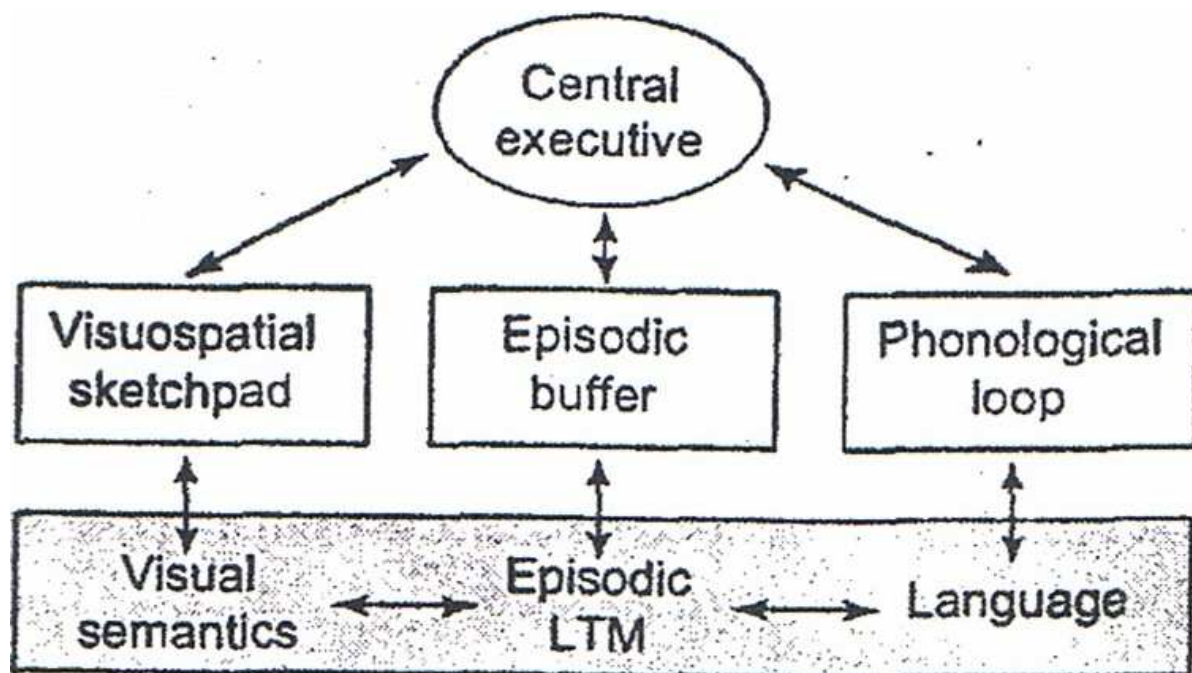 Central
executive
Visuospatial
sketchpad
Episodic
buffer
Phonological
loop
Visual
semantics
Episodic
LTM
Language